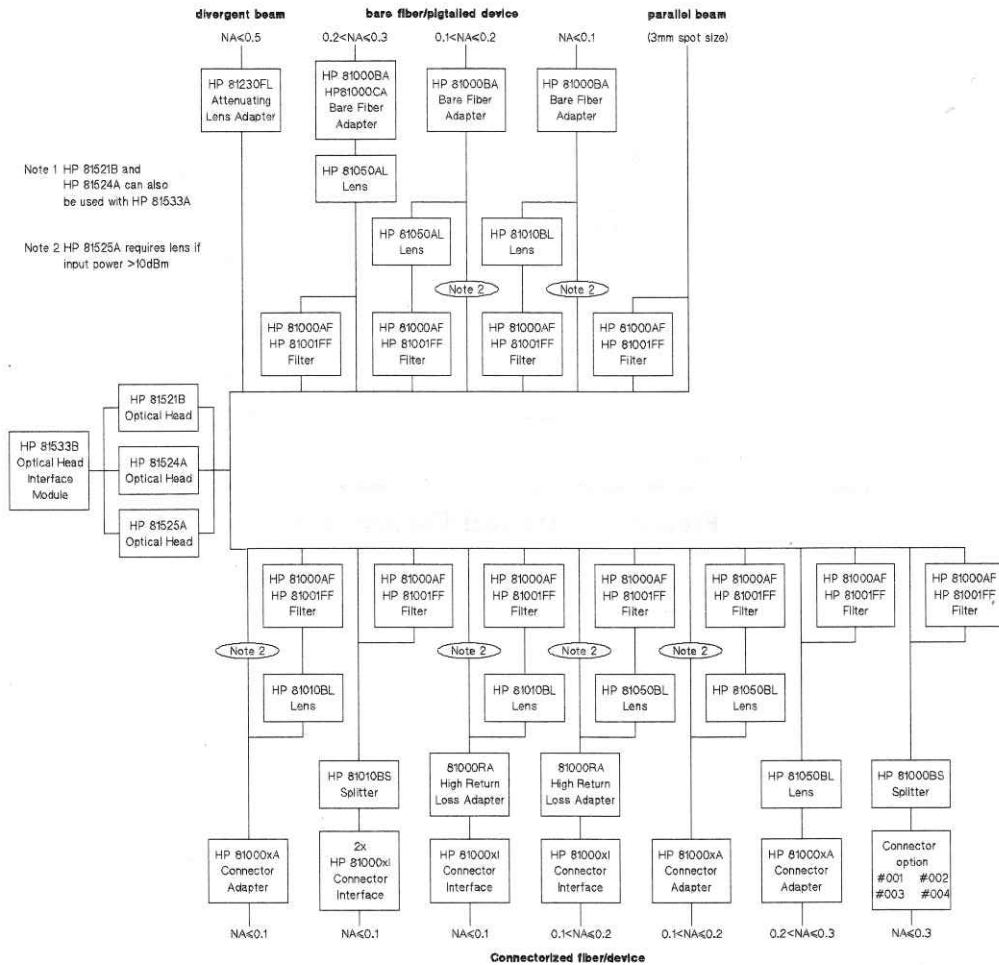 divergent beam
bare fiber/pigtailed device
parallel beam
NA≤0.5
0.2<NA≤0.3
0.1<NA≤0.2
NA≤0.1
(3mm spot size)
HP 81230FL
Attenuating
Lens Adapter
HP 81000BA
HP81000CA
Bare Fiber
Adapter
HP 81000BA
Bare Fiber
Adapter
HP 81000BA
Bare Fiber
Adapter
Note 1 HP 81521B and
HP 81524A can also
be used with HP 81533A
HP 81050AL
Lens
Note 2 HP 81525A requires lens if
input power >10dBm
HP 81050AL
Lens
HP 81010BL
Lens
Note 2
Note 2
HP 81000AF
HP 81001FF
Filter
HP 81000AF
HP 81001FF
Filter
HP 81000AF
HP 81001FF
Filter
HP 81000AF
HP 81001FF
Filter
HP 81533B
Optical Head
Interface
Module
HP 81521B
Optical Head
HP 81524A
Optical Head
HP 81525A
Optical Head
HP 81000AF
HP 81001FF
Filter
HP 81000AF
HP 81001FF
Filter
HP 81000AF
HP 81001FF
Filter
HP 81000AF
HP 81001FF
Filter
HP 81000AF
HP 81001FF
Filter
HP 81000AF
HP 81001FF
Filter
HP 81000AF
HP 81001FF
Filter
Note 2
Note 2
Note 2
Note 2
HP 81010BL
Lens
HP 81010BL
Lens
HP 81050BL
Lens
HP 81050BL
Lens
HP 81010BS
Splitter
81000RA
High Return
Loss Adapter
81000RA
High Return
Loss Adapter
HP 81050BL
Lens
HP 81000BS
Splitter
HP 81000xA
Connector
Adapter
2x
HP 81000xI
Connector
Interface
HP 81000xI
Connector
Interface
HP 81000xI
Connector
Interface
HP 81000xA
Connector
Adapter
HP 81000xA
Connector
Adapter
Connector
option
#001 #002
#003 #004
NA≤0.1
NA≤0.1
NA≤0.1
0.1<NA≤0.2
0.1<NA≤0.2
0.2<NA≤0.3
NA≤0.3
Connectorized fiber/device